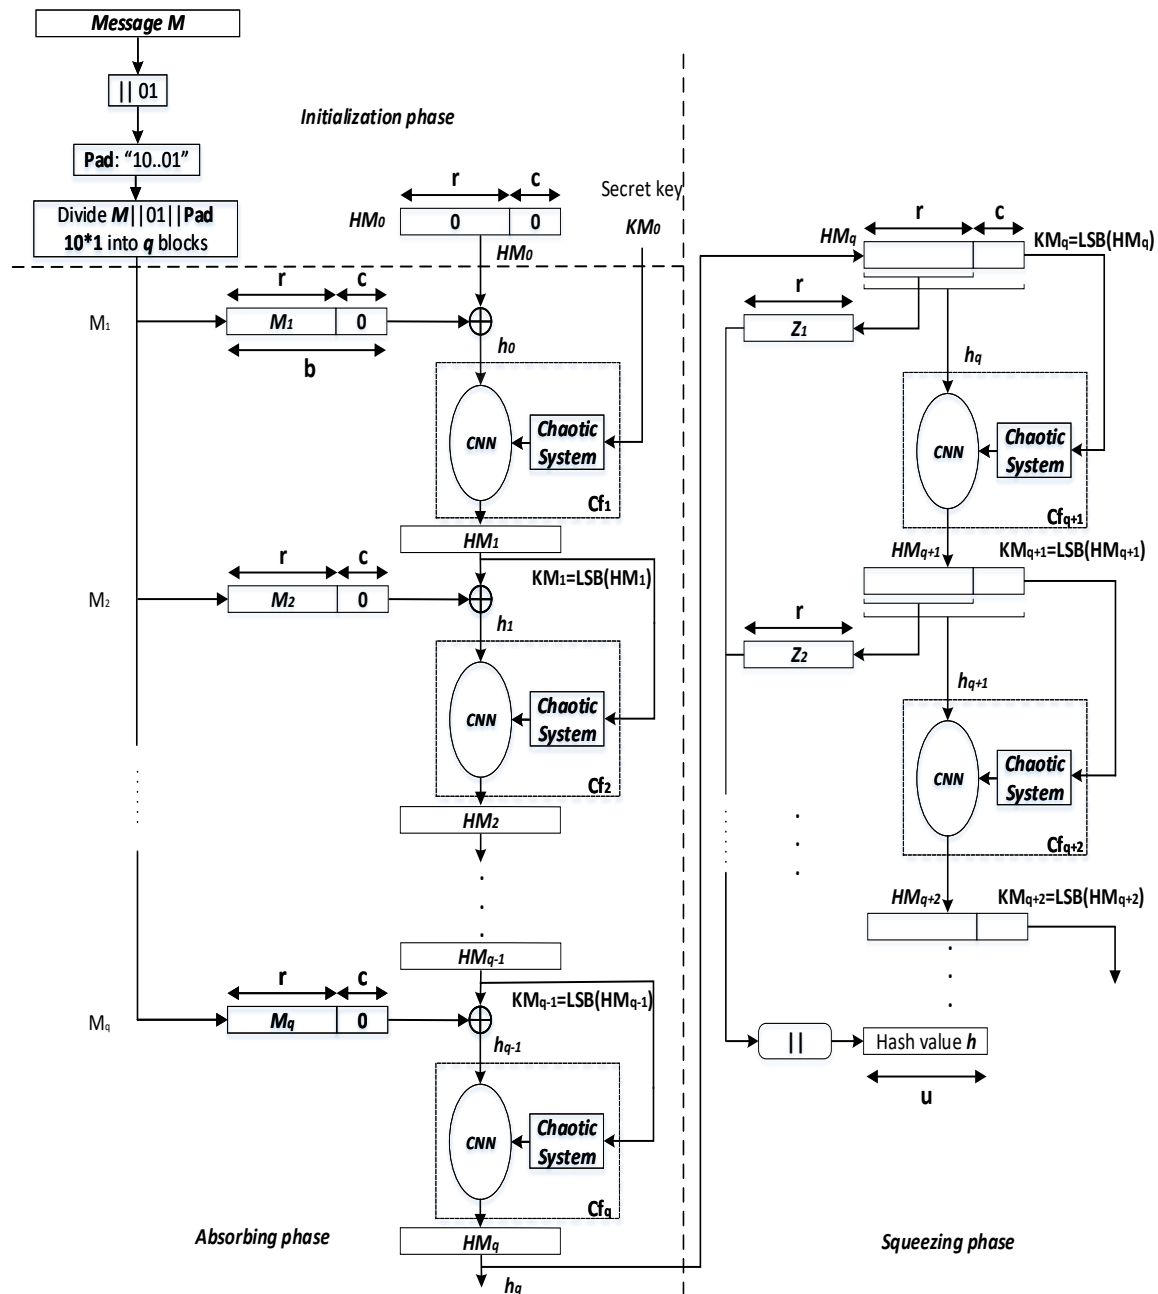 Message M
|| 01
Initialization phase
Pad: “10..01”
Divide M||01||Pad
10*1 into q blocks
r
c
HM0
0
0
HM0
Secret key
KM0
M1
r
c
M1
0
b
h0
CNN
Chaotic
System
Cf1
HM1
KM1=LSB(HM1)
M2
r
c
M2
0
h1
CNN
Chaotic
System
Cf2
HM2
HMq-1
KMq-1=LSB(HMq-1)
Mq
r
c
Mq
0
hq-1
CNN
Chaotic
System
Cfq
Absorbing phase
HMq
hq
r
c
HMq
KMq=LSB(HMq)
r
Z1
hq
CNN
Chaotic
System
Cfq+1
HMq+1
KMq+1=LSB(HMq+1)
r
Z2
hq+1
CNN
Chaotic
System
Cfq+2
HMq+2
KMq+2=LSB(HMq+2)
||
Hash value h
u
Squeezing phase